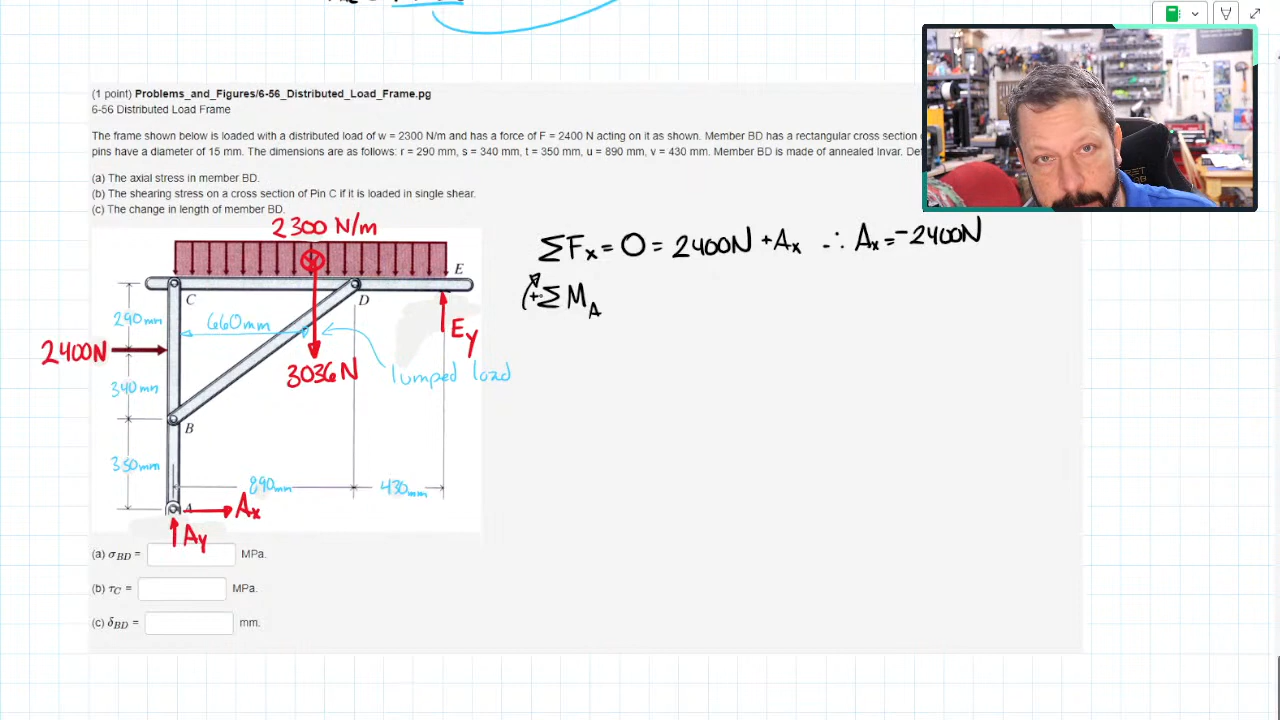 (1 point) Problems_and_Figures/6-56_Distributed_Load_Frame.pg
6-56 Distributed Load Frame
The frame shown below is loaded with a distributed load of w = 2300 N/m and has a force of F = 2400 N acting on it as shown. Member BD has a rectangular cross section
pins have a diameter of 15 mm. The dimensions are as follows: r = 290 mm, s = 340 mm, t = 350 mm, u = 890 mm, v = 430 mm. Member BD is made of annealed Invar.
(a) The axial stress in member BD.
(b) The shearing stress on a cross section of Pin C if it is loaded in single shear.
(c) The change in length of member BD.
2300 N/m
ΣFx = 0 = 2400N + Ax ∴ Ax = -2400N
+ΣMA
E
C
D
290mm
660mm
Ey
2400N
3036N
lumped load
340mm
B
350mm
890mm
430mm
A
Ax
Ay
(a) σBD = MPa.
(b) τC = MPa.
(c) δBD = mm.